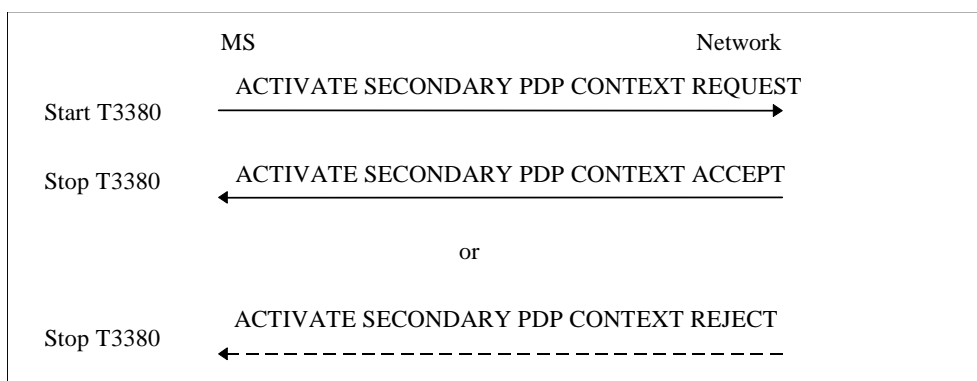 MS Network
ACTIVATE SECONDARY PDP CONTEXT REQUEST
Start T3380
ACTIVATE SECONDARY PDP CONTEXT ACCEPT
Stop T3380
or
ACTIVATE SECONDARY PDP CONTEXT REJECT
Stop T3380